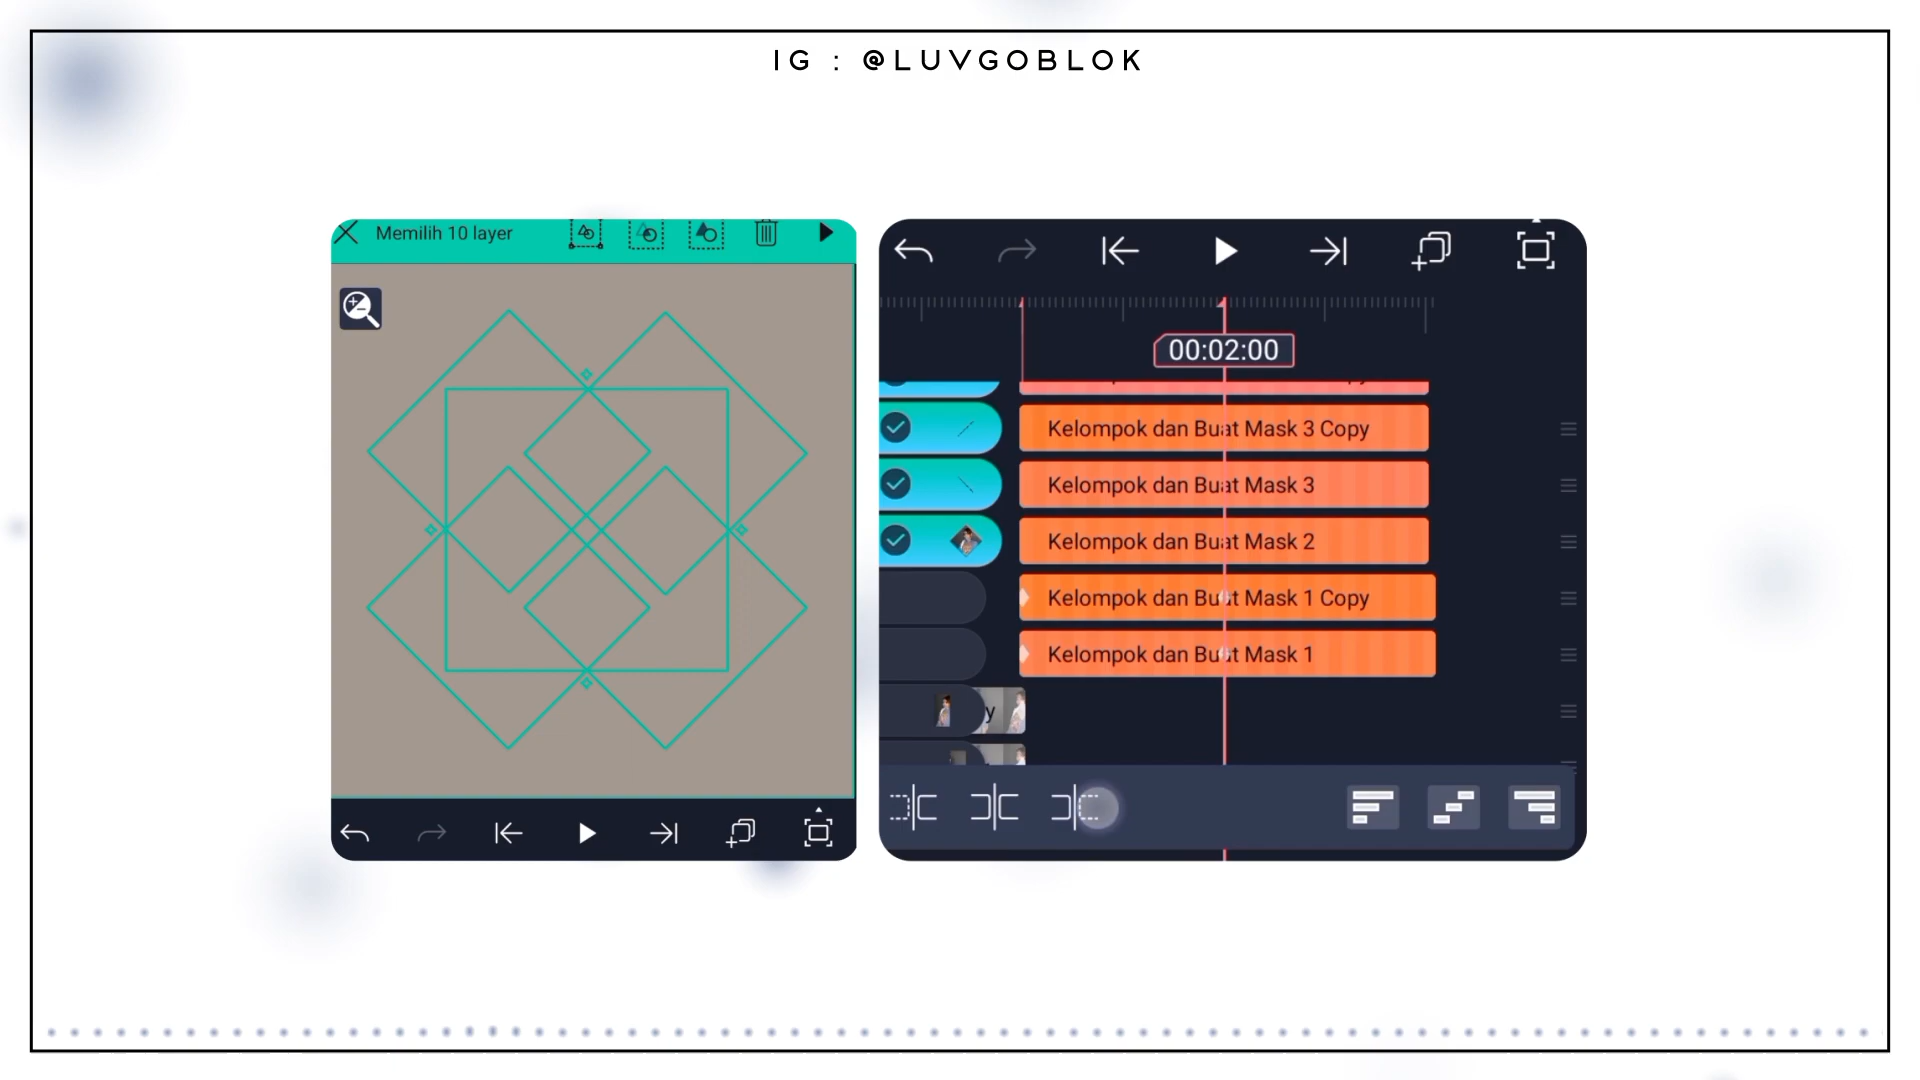 IG : @LUVGOBLOK
Memilih 10 layer
00:02:00
Kelompok dan Buat Mask 3 Copy
Kelompok dan Buat Mask 3
Kelompok dan Buat Mask 2
Kelompok dan Buat Mask 1 Copy
Kelompok dan Buat Mask 1
y